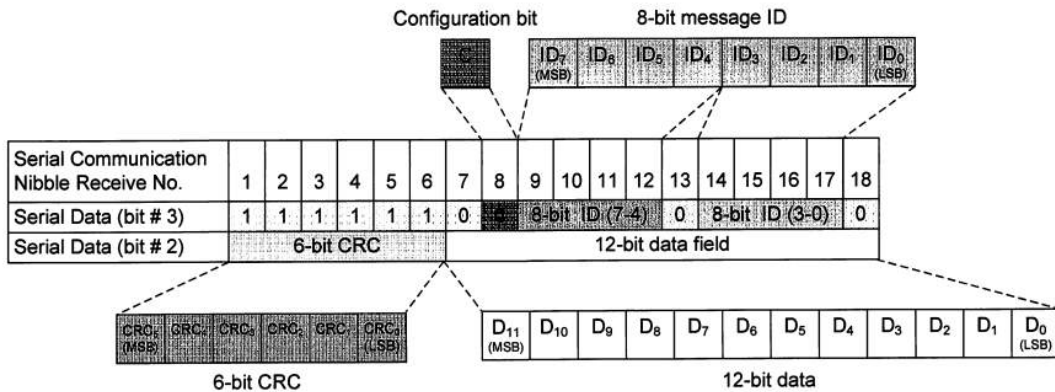 Configuration bit 8-bit message ID
C ID7 (MSB) ID6 ID5 ID4 ID3 ID2 ID1 ID0 (LSB)
Serial Communication Nibble Receive No. 1 2 3 4 5 6 7 8 9 10 11 12 13 14 15 16 17 18
Serial Data (bit # 3) 1 1 1 1 1 1 0 0 8-bit ID (7-4) 0 8-bit ID (3-0) 0
Serial Data (bit # 2) 6-bit CRC 12-bit data field
CRC5 (MSB) CRC4 CRC3 CRC2 CRC1 CRC0 (LSB) D11 (MSB) D10 D9 D8 D7 D6 D5 D4 D3 D2 D1 D0 (LSB)
6-bit CRC 12-bit data